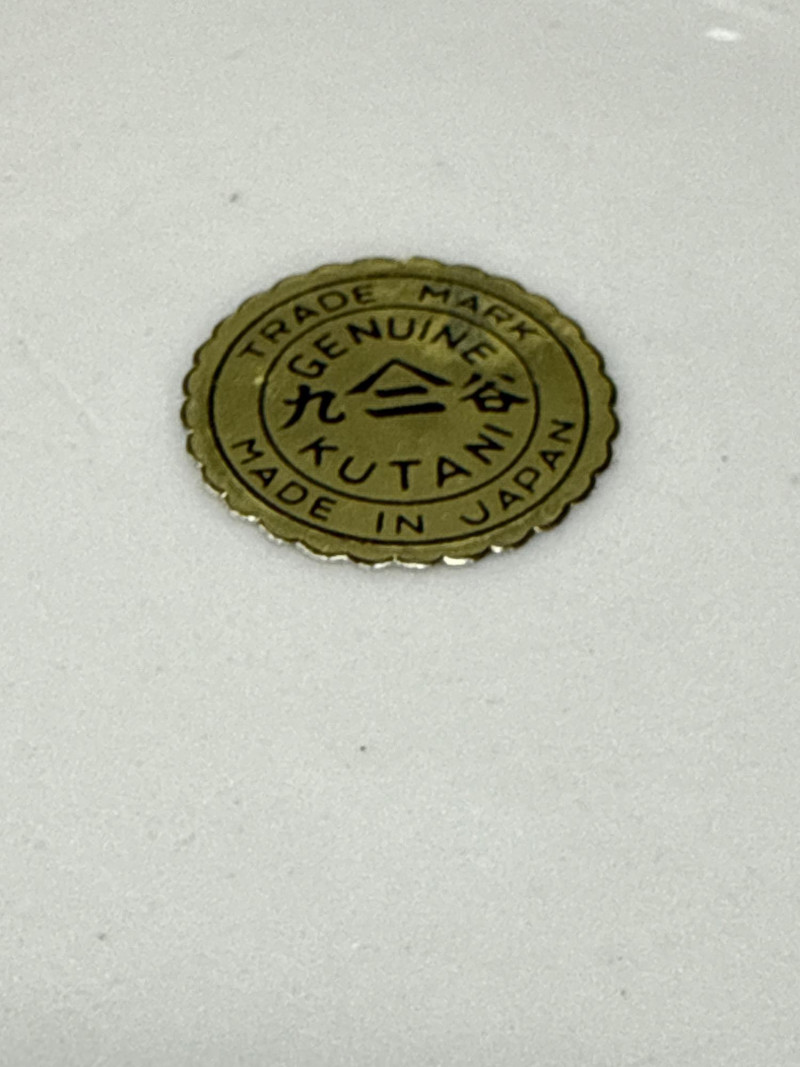 TRADE MARK
GENUINE
九 谷
KUTANI
MADE IN JAPAN